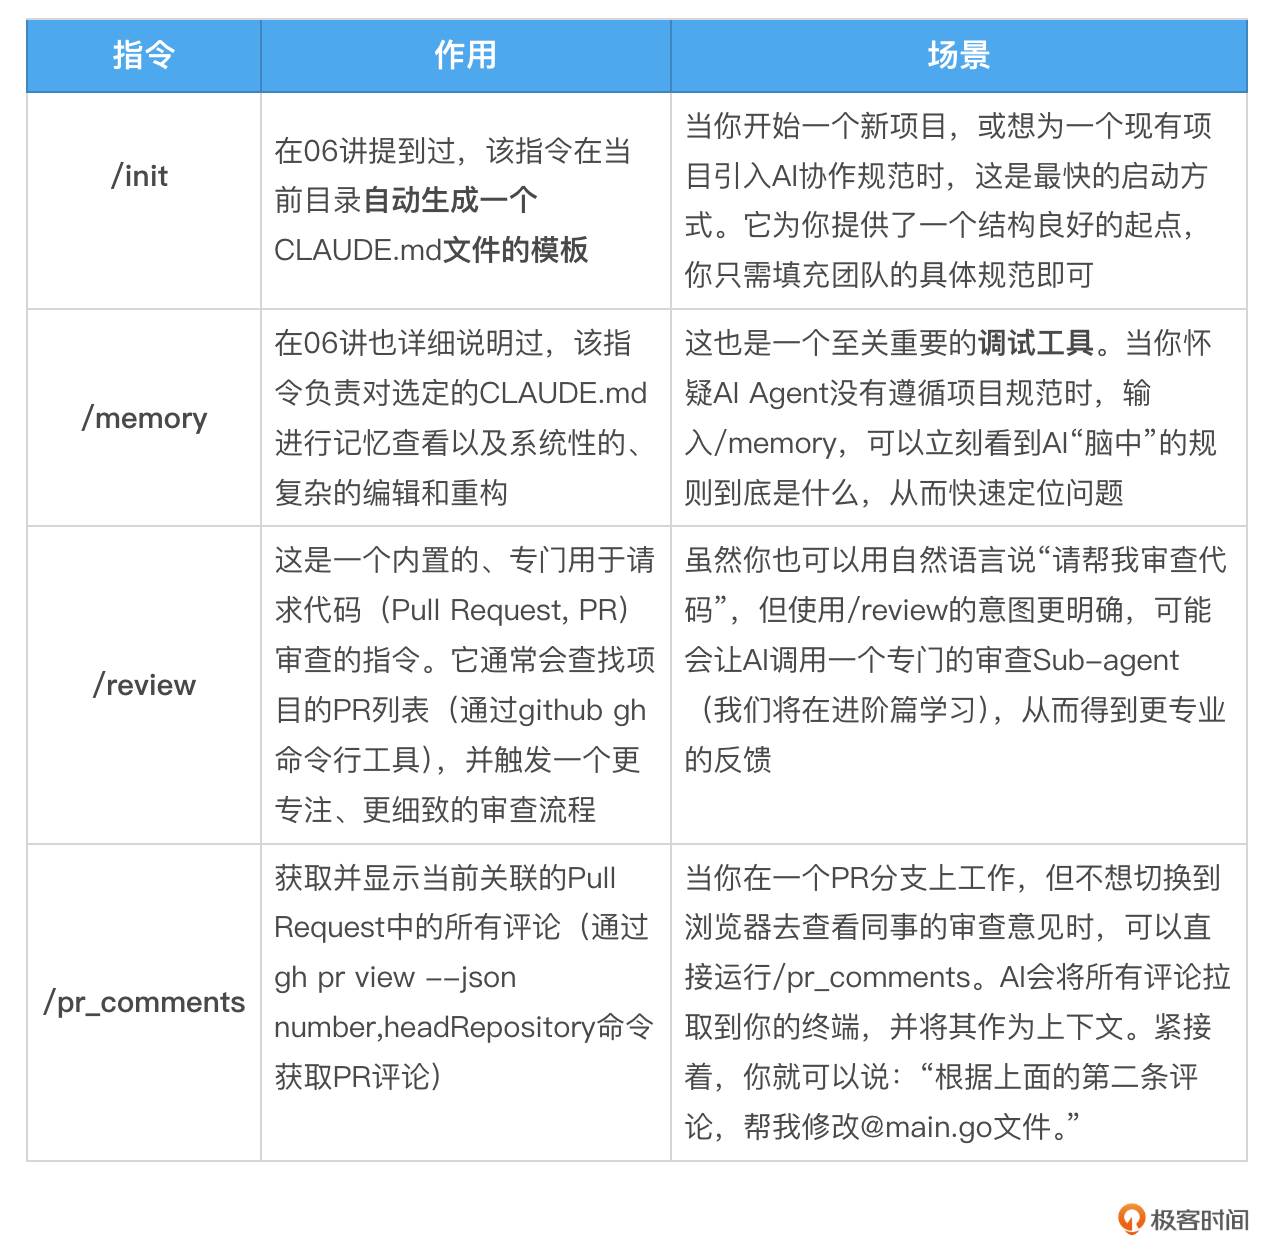 指令
作用
场景
/init
在06讲提到过，该指令在当
前目录自动生成一个
CLAUDE.md文件的模板
当你开始一个新项目，或想为一个现有项
目引入AI协作规范时，这是最快的启动方
式。它为你提供了一个结构良好的起点，
你只需填充团队的具体规范即可
/memory
在06讲也详细说明过，该指
令负责对选定的CLAUDE.md
进行记忆查看以及系统性的、
复杂的编辑和重构
这也是一个至关重要的调试工具。当你怀
疑AI Agent没有遵循项目规范时，输
入/memory，可以立刻看到AI“脑中”的规
则到底是什么，从而快速定位问题
/review
这是一个内置的、专门用于请
求代码（Pull Request, PR）
审查的指令。它通常会查找项
目的PR列表（通过github gh
命令行工具），并触发一个更
专注、更细致的审查流程
虽然你也可以用自然语言说“请帮我审查代
码”，但使用/review的意图更明确，可能
会让AI调用一个专门的审查Sub-agent
（我们将在进阶篇学习），从而得到更专业
的反馈
/pr_comments
获取并显示当前关联的Pull
Request中的所有评论（通过
gh pr view --json
number,headRepository命令
获取PR评论）
当你在一个PR分支上工作，但不想切换到
浏览器去查看同事的审查意见时，可以直
接运行/pr_comments。AI会将所有评论拉
取到你的终端，并将其作为上下文。紧接
着，你就可以说：“根据上面的第二条评
论，帮我修改@main.go文件。”
极客时间